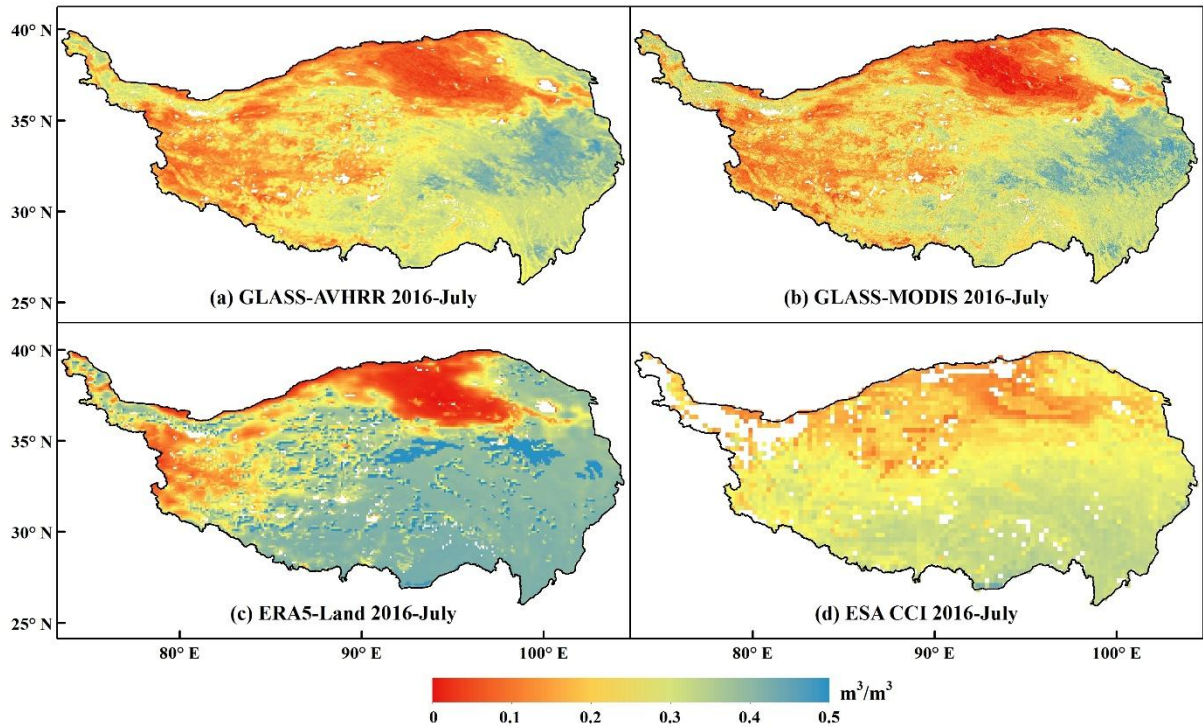 40° N
35° N
30° N
25° N
(a) GLASS-AVHRR 2016-July
(b) GLASS-MODIS 2016-July
40° N
35° N
30° N
25° N
(c) ERA5-Land 2016-July
(d) ESA CCI 2016-July
80° E 90° E 100° E 80° E 90° E 100° E
m³/m³
0 0.1 0.2 0.3 0.4 0.5